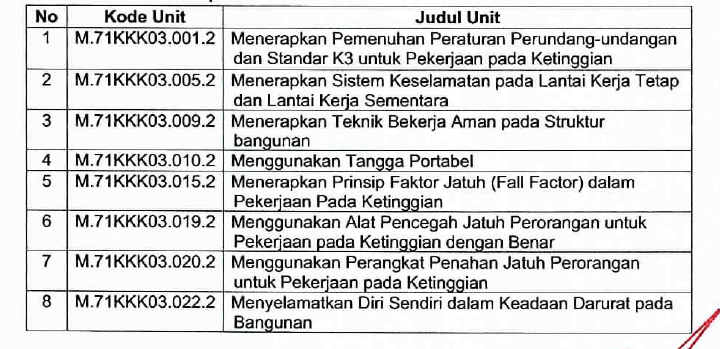 No Kode Unit Judul Unit
1 M.71KKK03.001.2 Menerapkan Pemenuhan Peraturan Perundang-undangan
dan Standar K3 untuk Pekerjaan pada Ketinggian
2 M.71KKK03.005.2 Menerapkan Sistem Keselamatan pada Lantai Kerja Tetap
dan Lantai Kerja Sementara
3 M.71KKK03.009.2 Menerapkan Teknik Bekerja Aman pada Struktur
bangunan
4 M.71KKK03.010.2 Menggunakan Tangga Portabel
5 M.71KKK03.015.2 Menerapkan Prinsip Faktor Jatuh (Fall Factor) dalam
Pekerjaan Pada Ketinggian
6 M.71KKK03.019.2 Menggunakan Alat Pencegah Jatuh Perorangan untuk
Pekerjaan pada Ketinggian dengan Benar
7 M.71KKK03.020.2 Menggunakan Perangkat Penahan Jatuh Perorangan
untuk Pekerjaan pada Ketinggian
8 M.71KKK03.022.2 Menyelamatkan Diri Sendiri dalam Keadaan Darurat pada
Bangunan